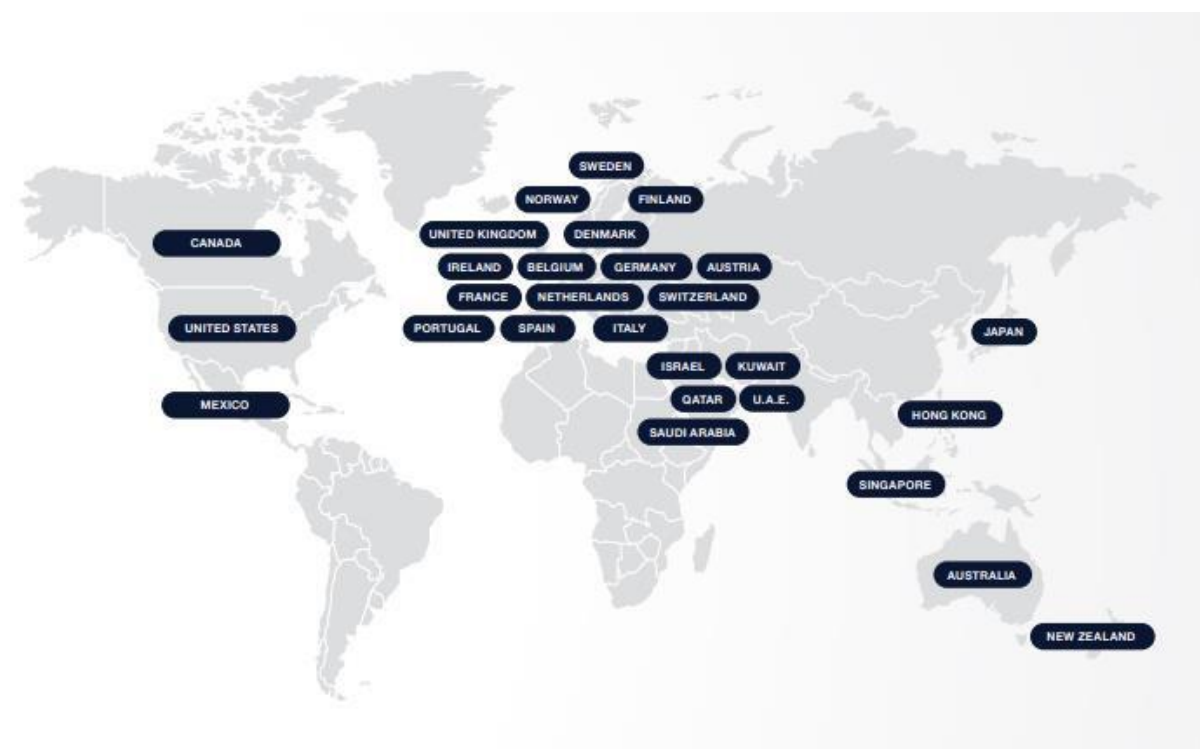 SWEDEN
NORWAY
FINLAND
UNITED KINGDOM
DENMARK
CANADA
IRELAND
BELGIUM
GERMANY
AUSTRIA
FRANCE
NETHERLANDS
SWITZERLAND
UNITED STATES
PORTUGAL
SPAIN
ITALY
JAPAN
ISRAEL
KUWAIT
MEXICO
QATAR
U.A.E.
HONG KONG
SAUDI ARABIA
SINGAPORE
AUSTRALIA
NEW ZEALAND